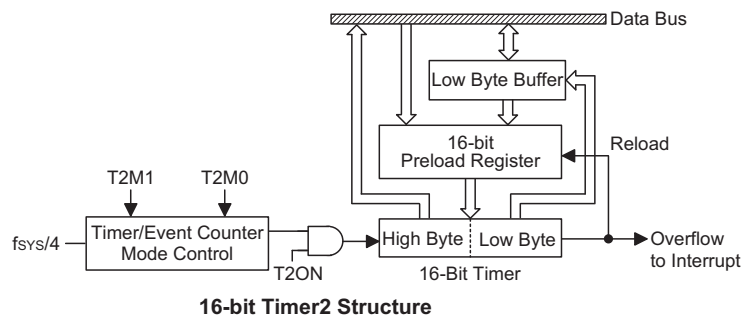 Data Bus
Low Byte Buffer
16-bit
Preload Register
Reload
T2M1
T2M0
fSYS/4
Timer/Event Counter
Mode Control
T2ON
High Byte
Low Byte
16-Bit Timer
Overflow
to Interrupt
16-bit Timer2 Structure